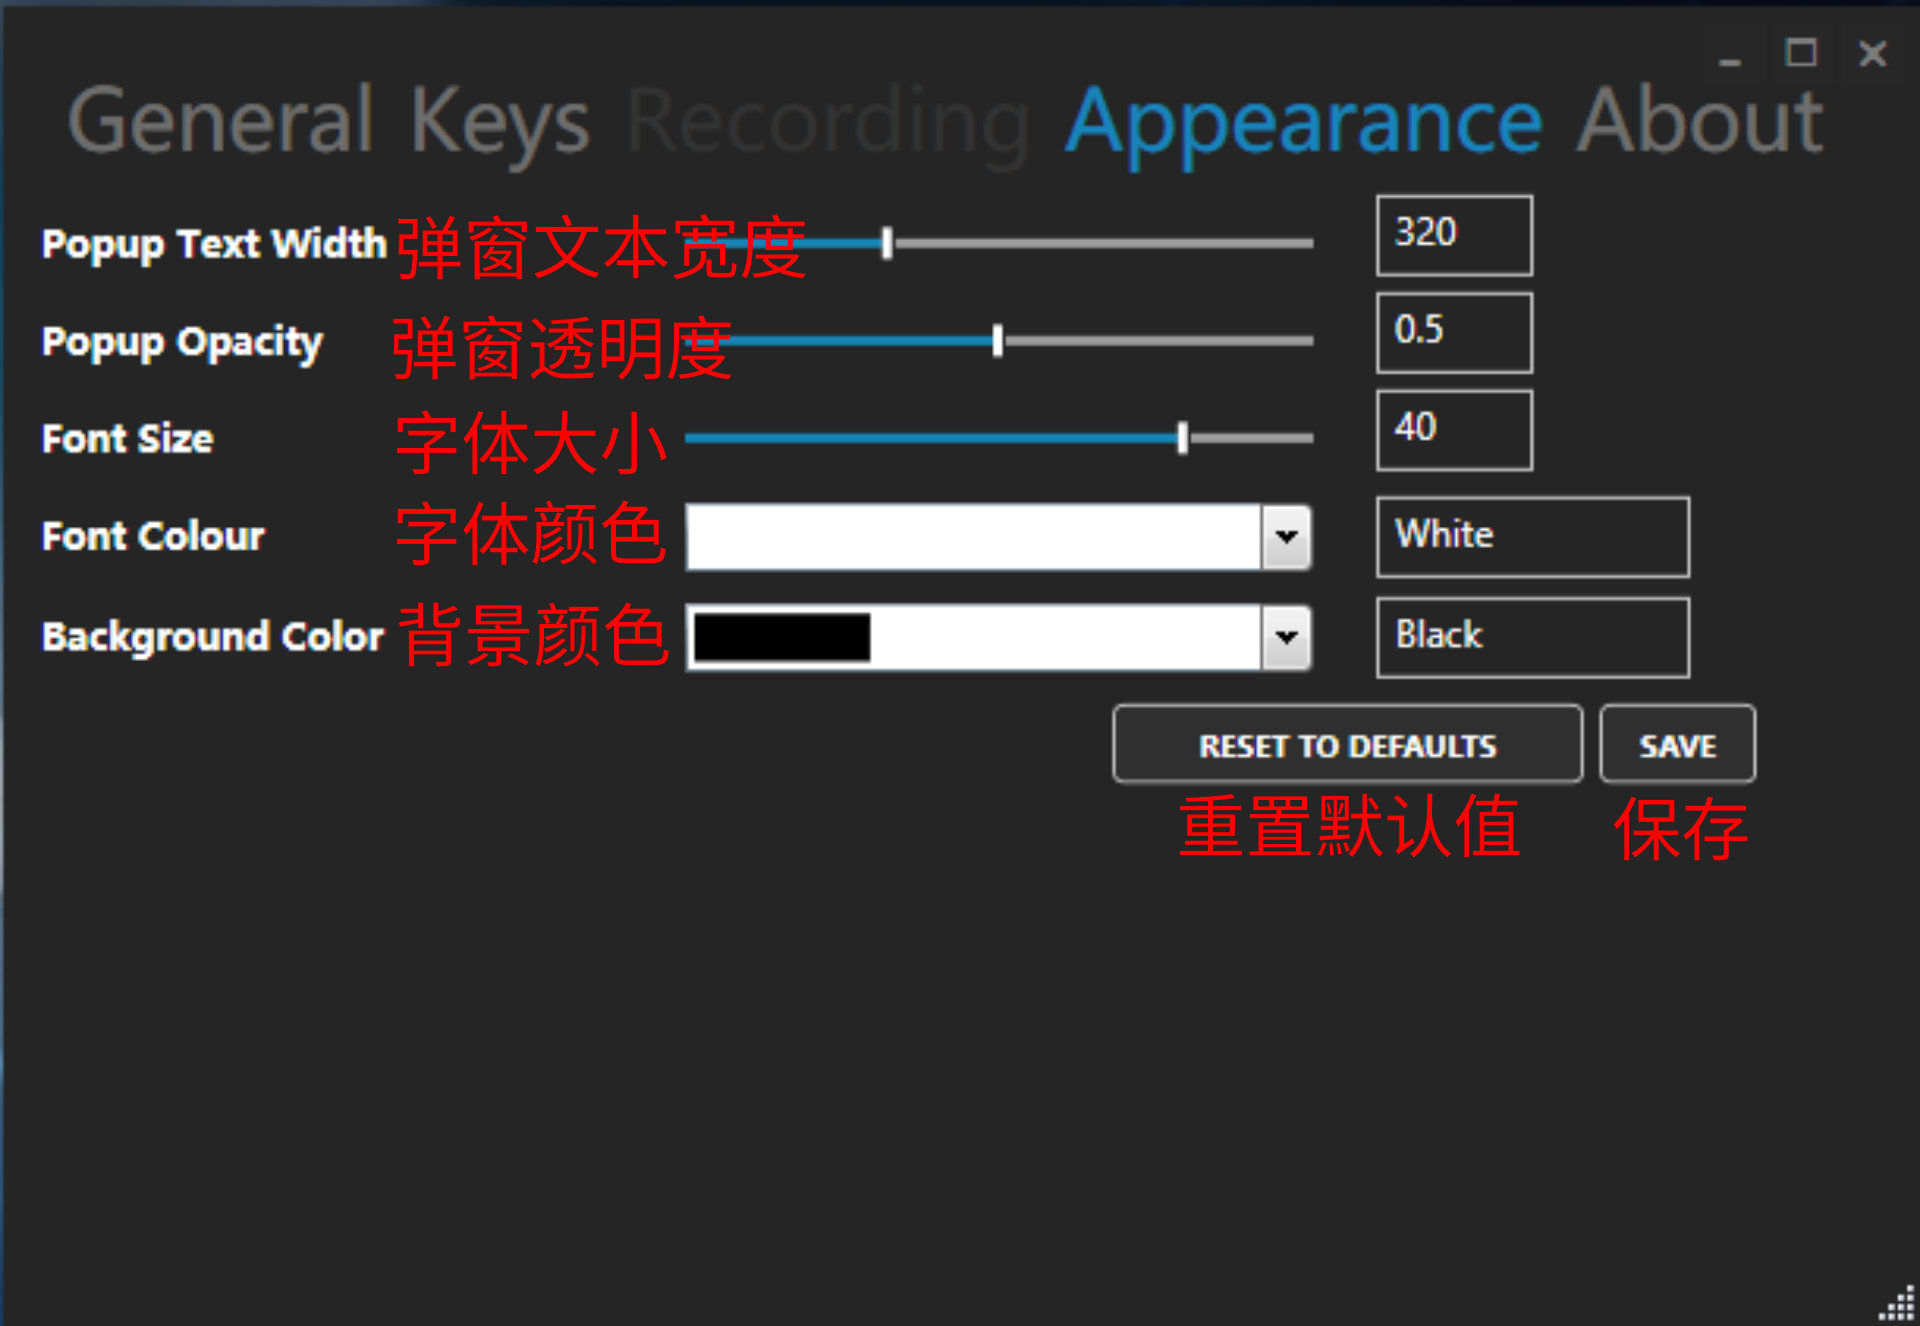 General Keys Recording Appearance About
Popup Text Width 弹窗文本宽度 320
Popup Opacity 弹窗透明度 0.5
Font Size 字体大小 40
Font Colour 字体颜色 White
Background Color 背景颜色 Black
RESET TO DEFAULTS SAVE
重置默认值 保存